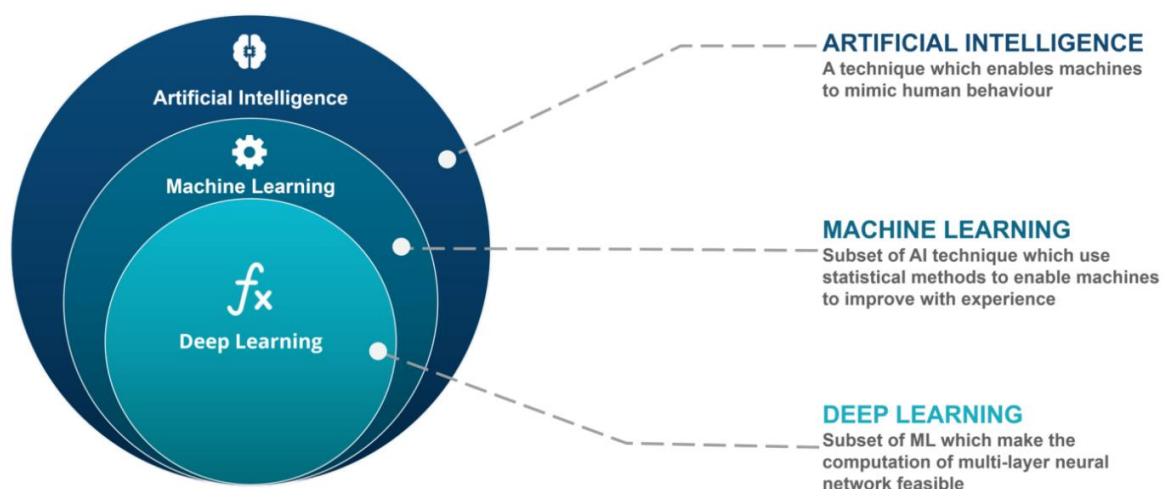 Artificial Intelligence
Machine Learning
fx
Deep Learning
ARTIFICIAL INTELLIGENCE
A technique which enables machines
to mimic human behaviour
MACHINE LEARNING
Subset of AI technique which use
statistical methods to enable machines
to improve with experience
DEEP LEARNING
Subset of ML which make the
computation of multi-layer neural
network feasible